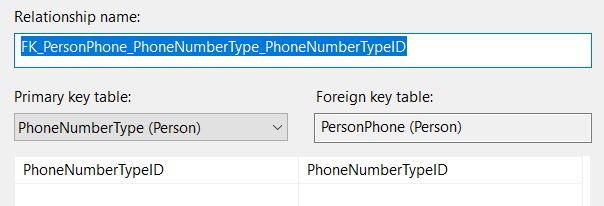 Relationship name:
FK_PersonPhone_PhoneNumberType_PhoneNumberTypeID
Primary key table: Foreign key table:
PhoneNumberType (Person) PersonPhone (Person)
PhoneNumberTypeID PhoneNumberTypeID